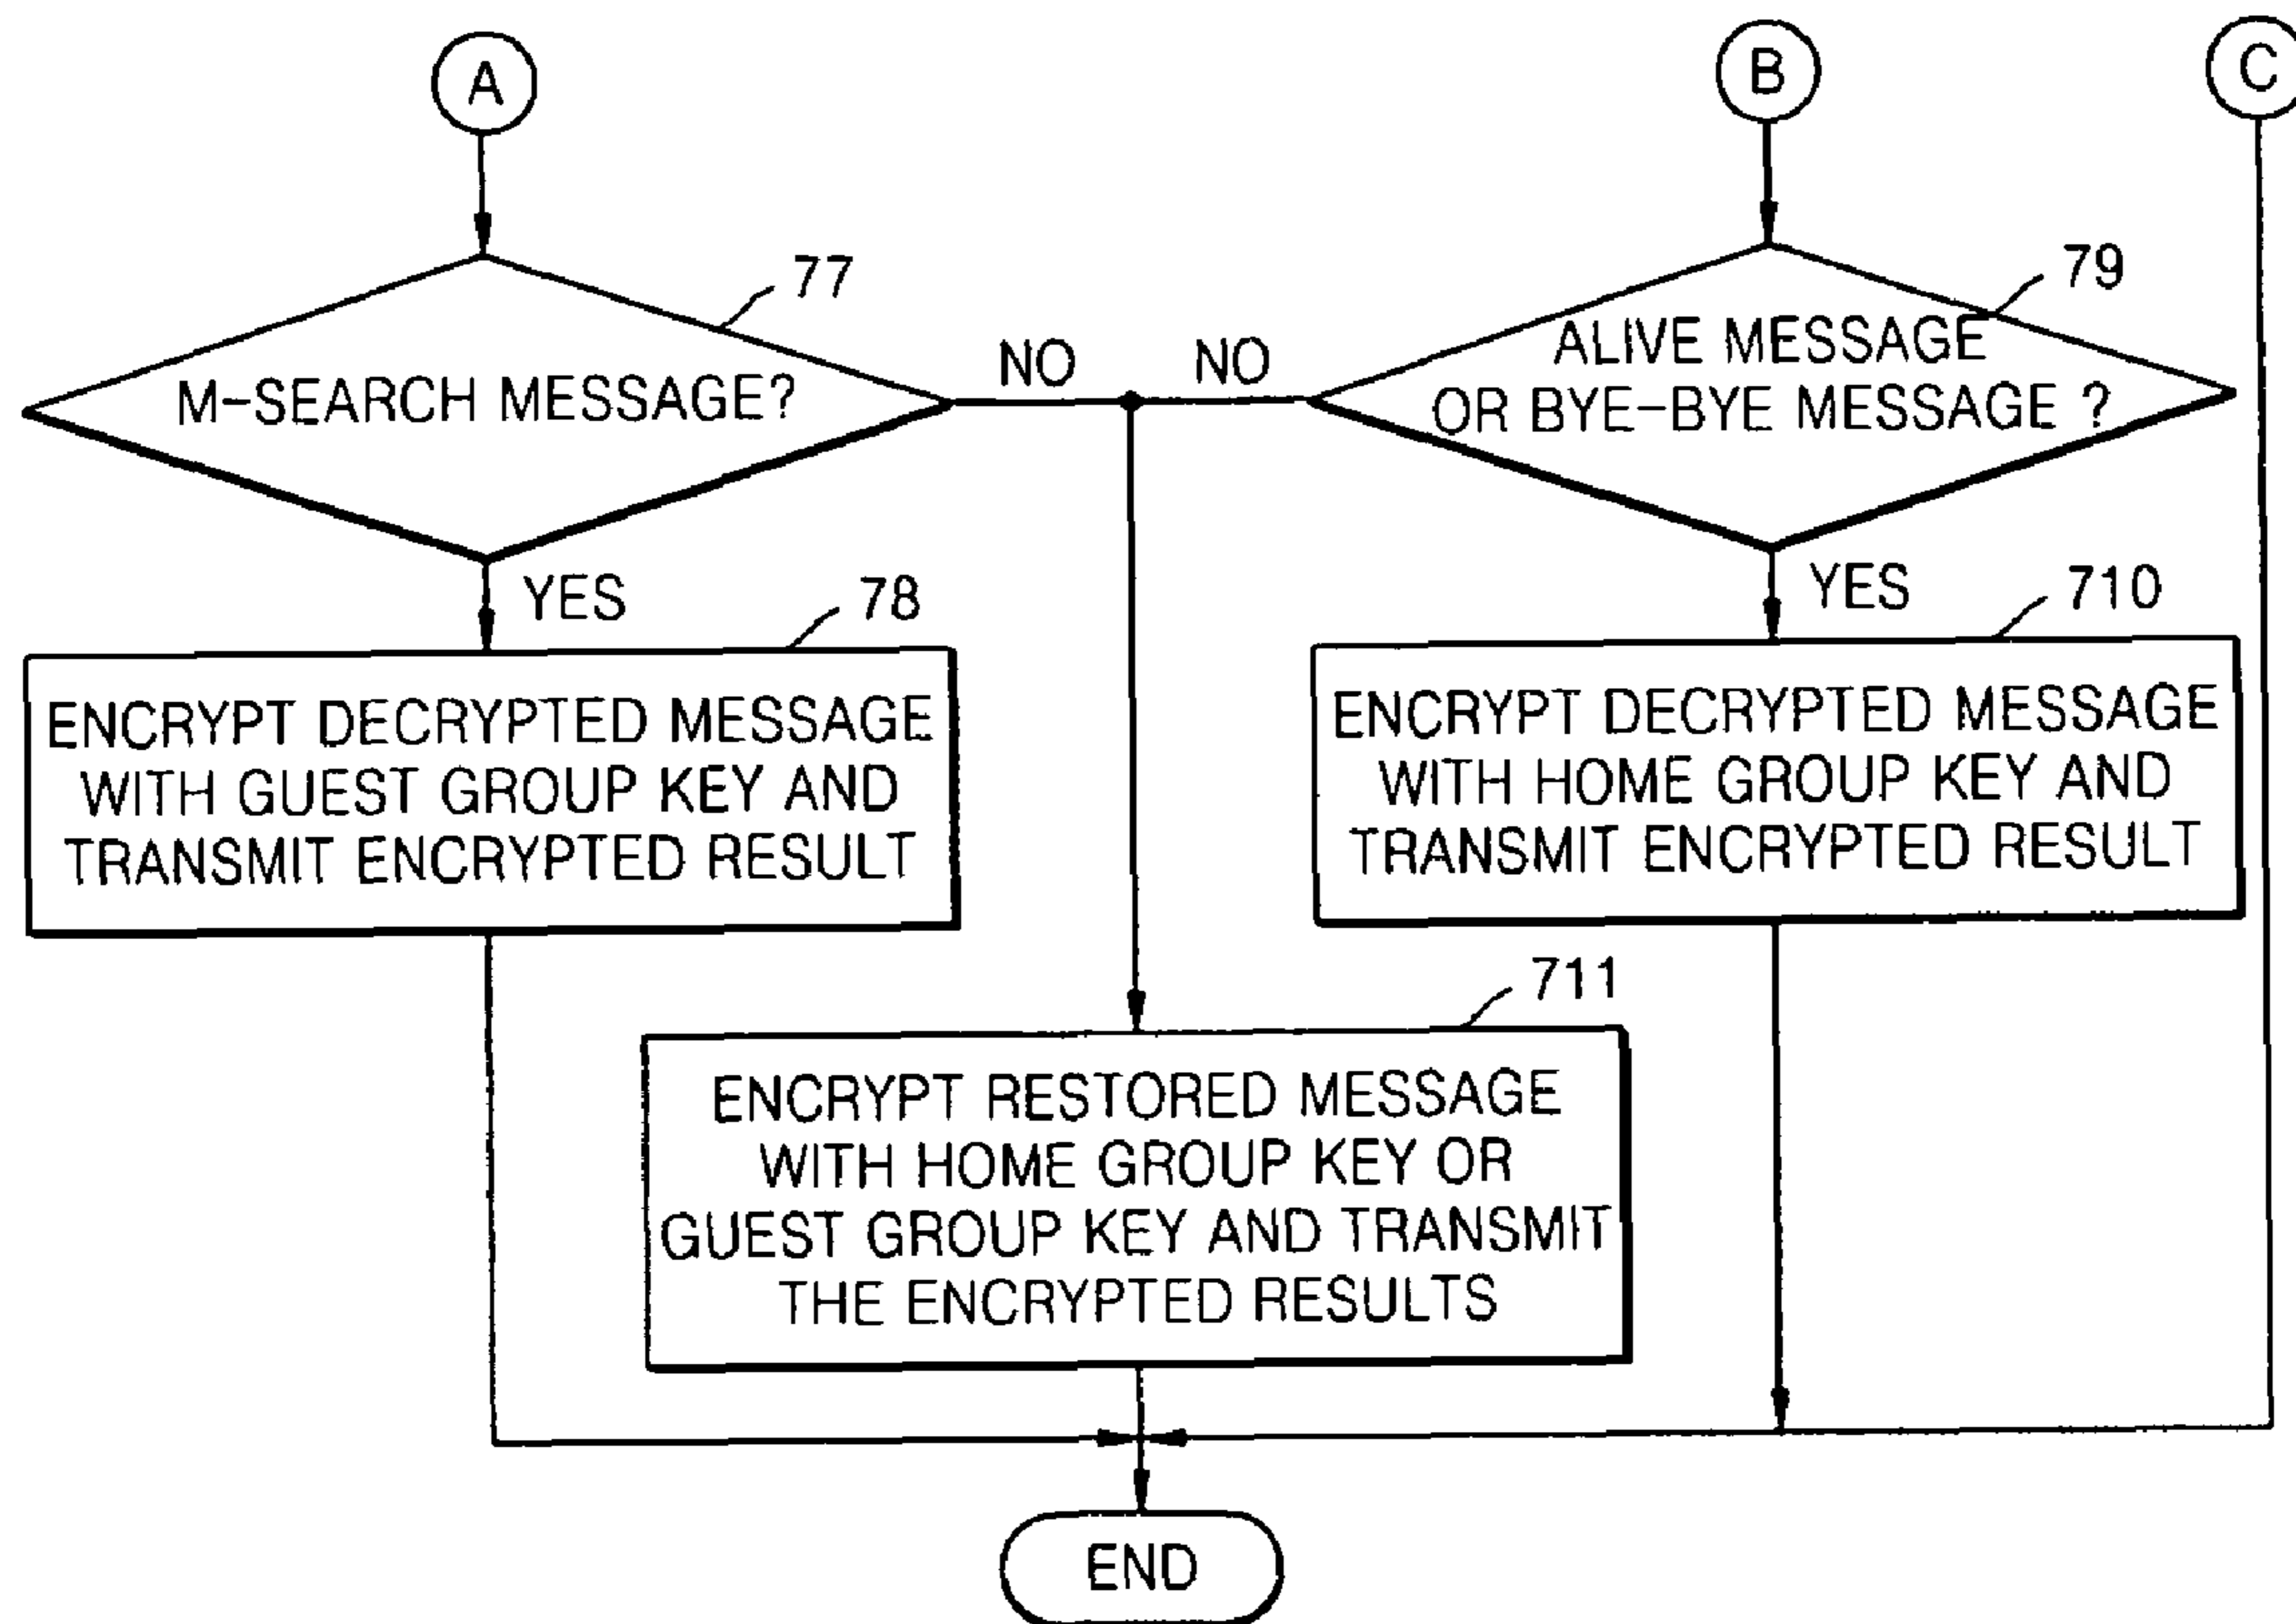 A
B
C
77
79
M-SEARCH MESSAGE?
NO
NO
ALIVE MESSAGE
OR BYE-BYE MESSAGE ?
YES
78
YES
710
ENCRYPT DECRYPTED MESSAGE
WITH GUEST GROUP KEY AND
TRANSMIT ENCRYPTED RESULT
ENCRYPT DECRYPTED MESSAGE
WITH HOME GROUP KEY AND
TRANSMIT ENCRYPTED RESULT
711
ENCRYPT RESTORED MESSAGE
WITH HOME GROUP KEY OR
GUEST GROUP KEY AND TRANSMIT
THE ENCRYPTED RESULTS
END